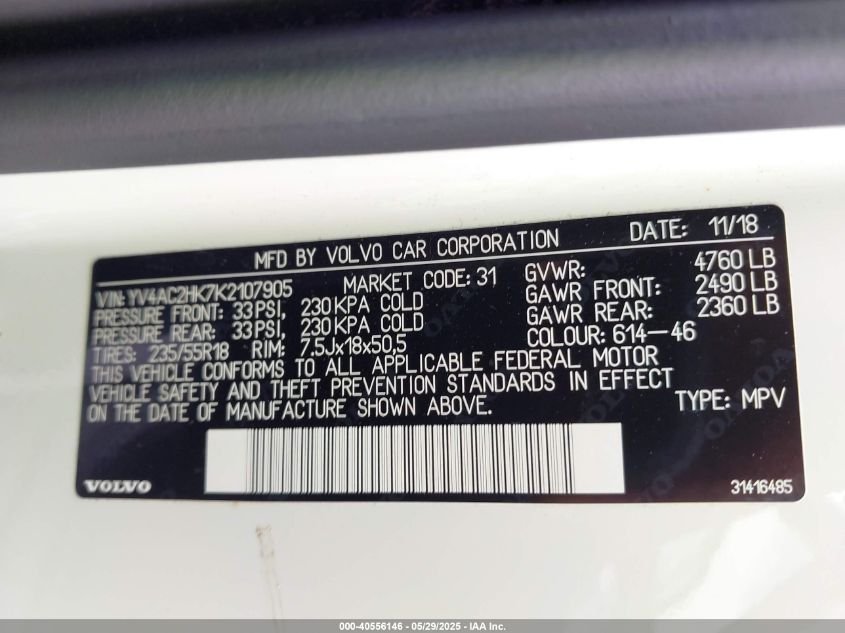 MFD BY VOLVO CAR CORPORATION DATE: 11/18
VIN: YV4AC2HK7K2107905 MARKET CODE: 31 GVWR: 4760 LB
PRESSURE FRONT: 33PSI, 230KPA COLD GAWR FRONT: 2490 LB
PRESSURE REAR: 33PSI, 230KPA COLD GAWR REAR: 2360 LB
TIRES: 235/55R18 RIM: 7.5Jx18x50,5 COLOUR: 614-46
THIS VEHICLE CONFORMS TO ALL APPLICABLE FEDERAL MOTOR
VEHICLE SAFETY AND THEFT PREVENTION STANDARDS IN EFFECT
ON THE DATE OF MANUFACTURE SHOWN ABOVE. TYPE: MPV
VOLVO 31416485
000-40556146 - 05/29/2025 - IAA Inc.